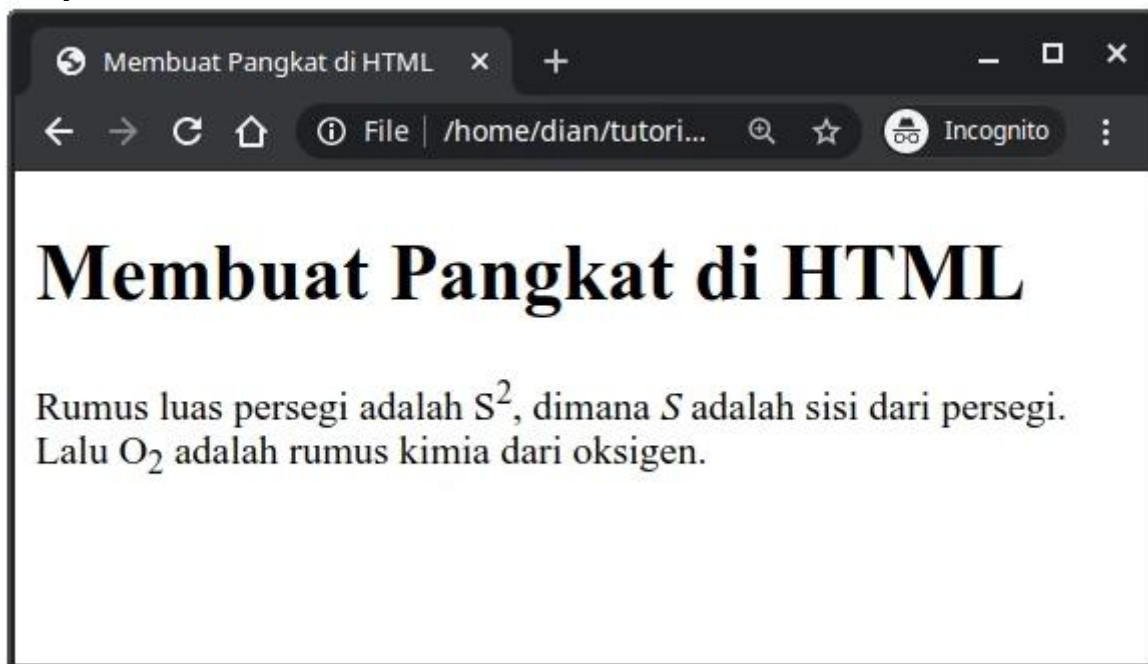 Membuat Pangkat di HTML
File | /home/dian/tutori... Incognito
Membuat Pangkat di HTML
Rumus luas persegi adalah S², dimana S adalah sisi dari persegi.
Lalu O₂ adalah rumus kimia dari oksigen.